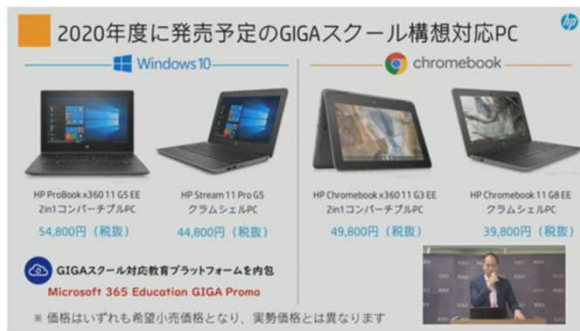 2020年度に発売予定のGIGAスクール構想対応PC
hp
Windows 10
chromebook
HP ProBook x360 11 G5 EE
2in1コンバーチブルPC
54,800円（税抜）
HP Stream 11 Pro G5
クラムシェルPC
44,800円（税抜）
HP Chromebook x360 11 G3 EE
2in1コンバーチブルPC
49,800円（税抜）
HP Chromebook 11 G8 EE
クラムシェルPC
39,800円（税抜）
GIGAスクール対応教育プラットフォームを内包
Microsoft 365 Education GIGA Promo
※ 価格はいずれも希望小売価格となり、実勢価格とは異なります